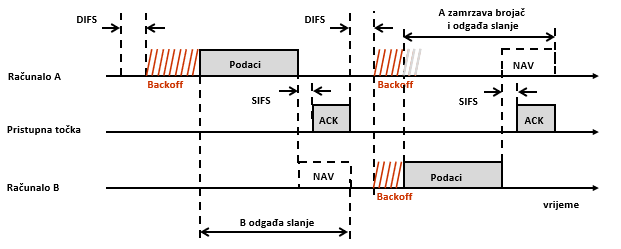 DIFS
DIFS
A zamrzava brojač
i odgađa slanje
Računalo A
Podaci
NAV
Backoff
Backoff
SIFS
SIFS
Pristupna točka
ACK
ACK
Računalo B
NAV
Podaci
Backoff
vrijeme
B odgađa slanje